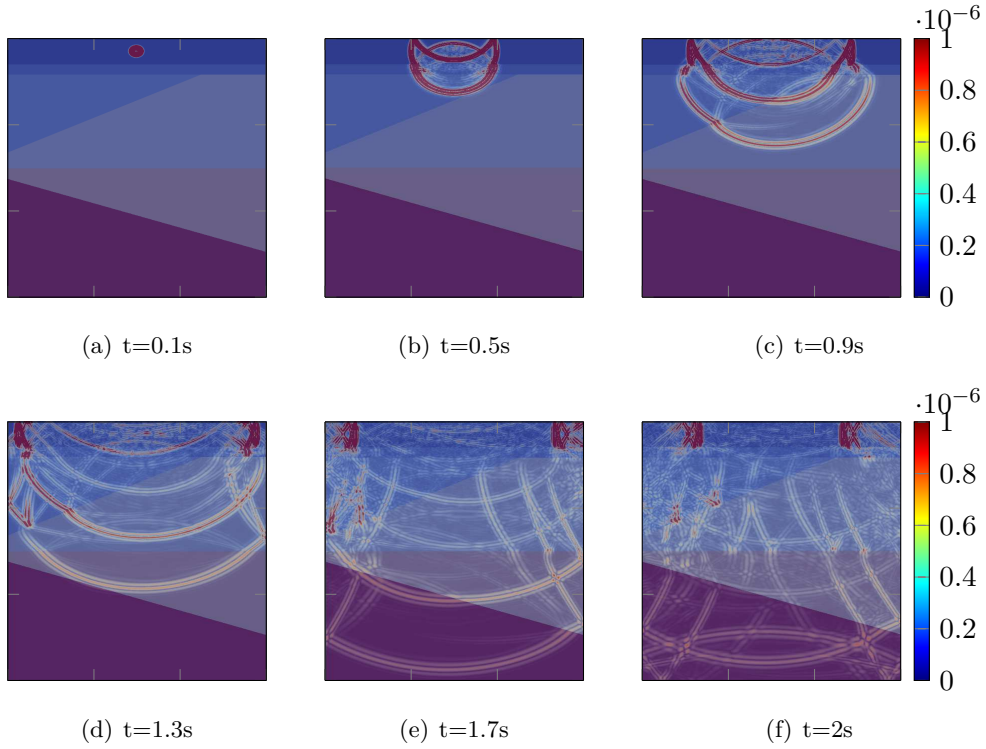 ·10−6
1
0.8
0.6
0.4
0.2
0
(a) t=0.1s
(b) t=0.5s
(c) t=0.9s
·10−6
1
0.8
0.6
0.4
0.2
0
(d) t=1.3s
(e) t=1.7s
(f) t=2s